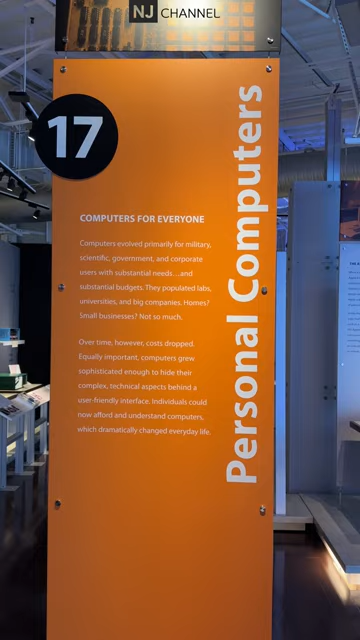 NJ CHANNEL
17
Personal Computers
COMPUTERS FOR EVERYONE
Computers evolved primarily for military,
scientific, government, and corporate
users with substantial needs…and
substantial budgets. They populated labs,
universities, and big companies. Homes?
Small businesses? Not so much.
Over time, however, costs dropped.
Equally important, computers grew
sophisticated enough to hide their
complex, technical aspects behind a
user-friendly interface. Individuals could
now afford and understand computers,
which dramatically changed everyday life.